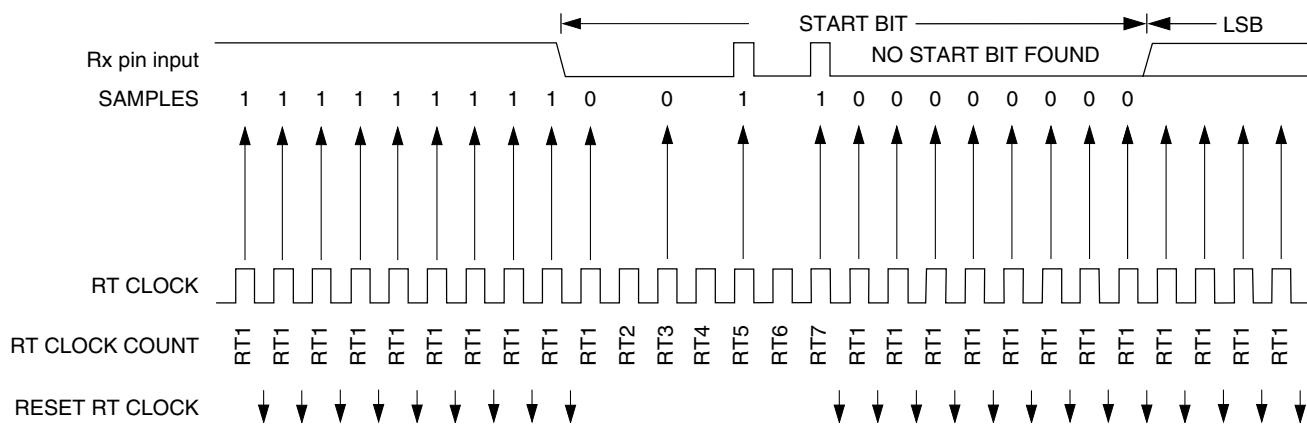 START BIT LSB
Rx pin input NO START BIT FOUND
SAMPLES 1 1 1 1 1 1 1 1 1 0 0 1 1 0 0 0 0 0 0 0 0
RT CLOCK
RT CLOCK COUNT RT1 RT1 RT1 RT1 RT1 RT1 RT1 RT1 RT1 RT1 RT2 RT3 RT4 RT5 RT6 RT7 RT1 RT1 RT1 RT1 RT1 RT1 RT1 RT1 RT1 RT1 RT1 RT1
RESET RT CLOCK